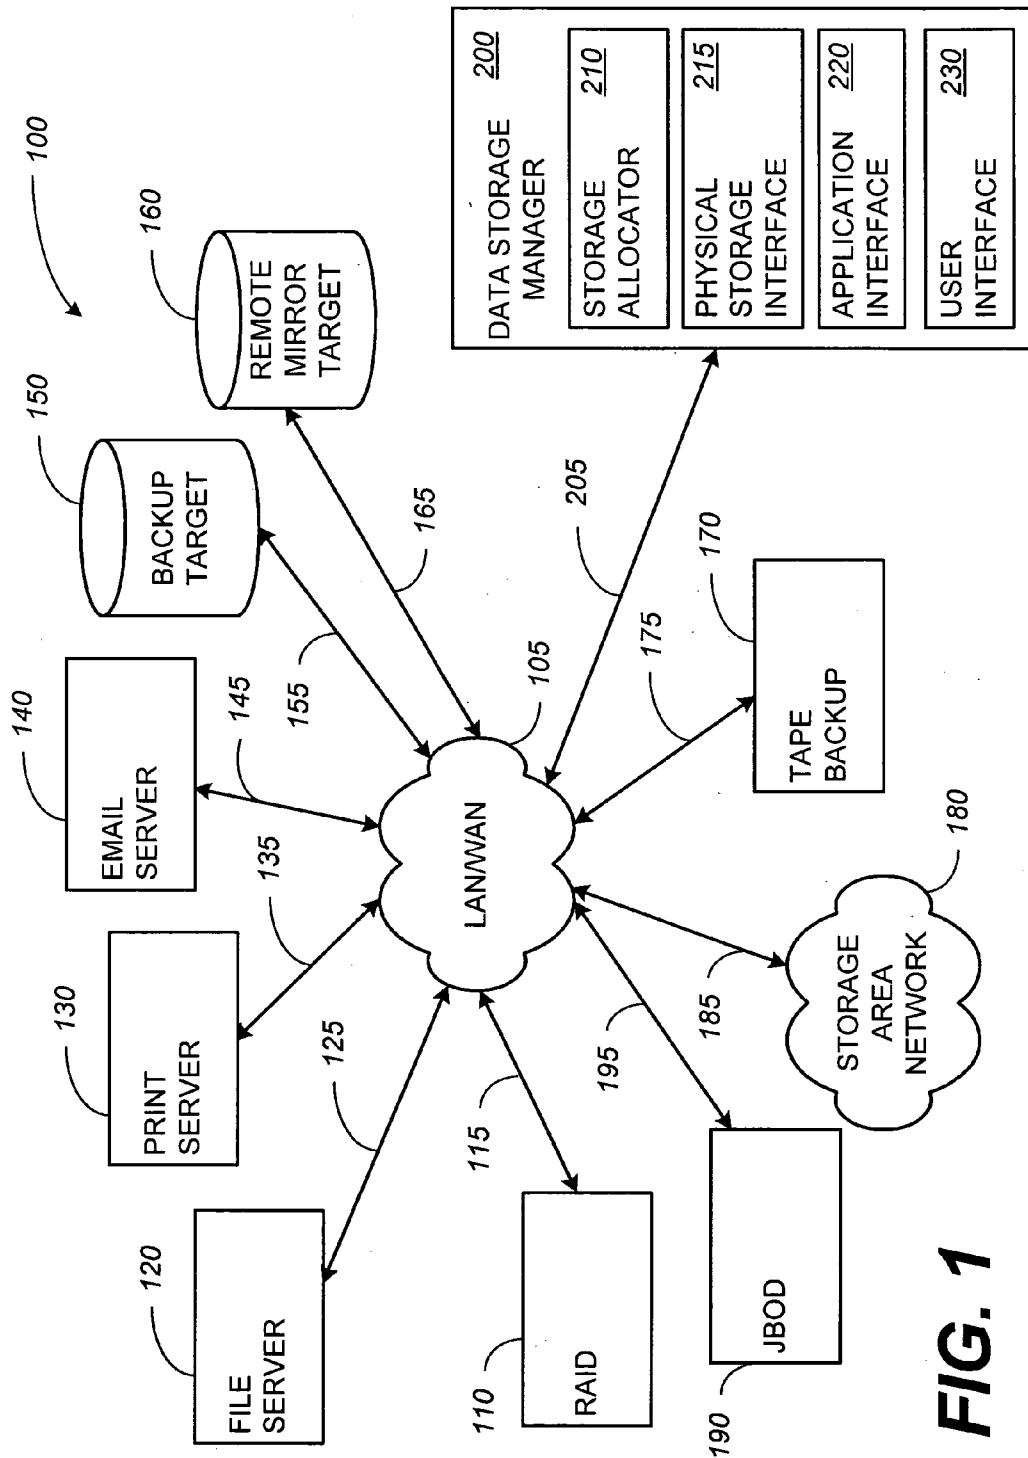 100
120
FILE
SERVER
125
130
PRINT
SERVER
135
140
EMAIL
SERVER
145
150
BACKUP
TARGET
155
160
REMOTE
MIRROR
TARGET
165
LAN/WAN
105
110
RAID
115
190
JBOD
195
180
STORAGE
AREA
NETWORK
185
170
TAPE
BACKUP
175
205
DATA STORAGE
MANAGER
200
STORAGE
ALLOCATOR
210
PHYSICAL
STORAGE
INTERFACE
215
APPLICATION
INTERFACE
220
USER
INTERFACE
230
FIG. 1